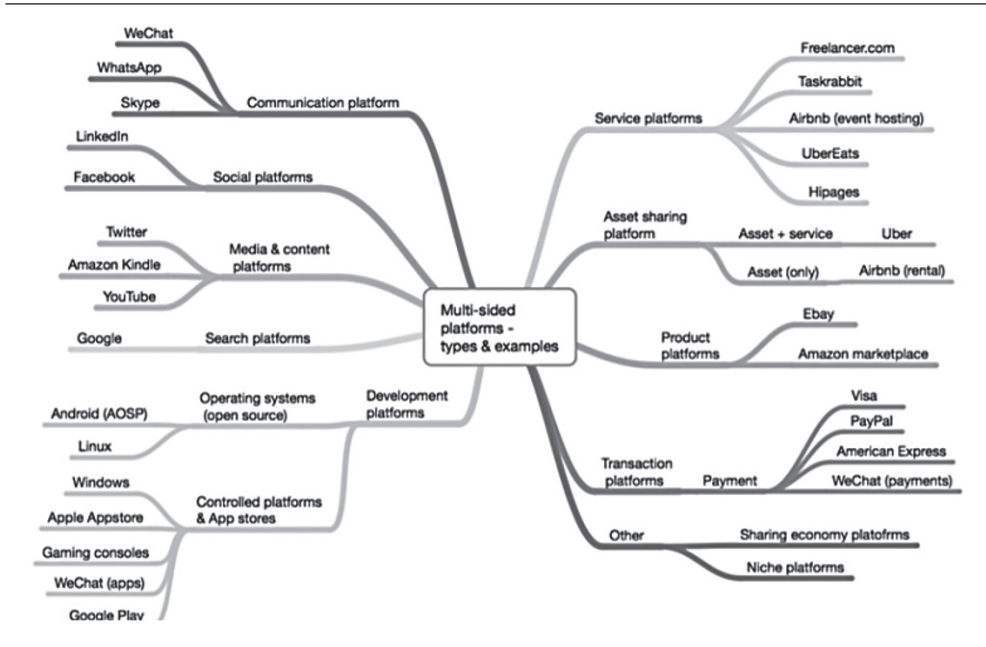 WeChat
WhatsApp
Skype
Communication platform
LinkedIn
Facebook
Social platforms
Twitter
Amazon Kindle
YouTube
Media & content
platforms
Google
Search platforms
Development
platforms
Operating systems
(open source)
Android (AOSP)
Linux
Controlled platforms
& App stores
Windows
Apple Appstore
Gaming consoles
WeChat (apps)
Google Play
Multi-sided
platforms -
types & examples
Service platforms
Freelancer.com
Taskrabbit
Airbnb (event hosting)
UberEats
Hipages
Asset sharing
platform
Asset + service
Uber
Asset (only)
Airbnb (rental)
Product
platforms
Ebay
Amazon marketplace
Transaction
platforms
Payment
Visa
PayPal
American Express
WeChat (payments)
Other
Sharing economy platofrms
Niche platforms